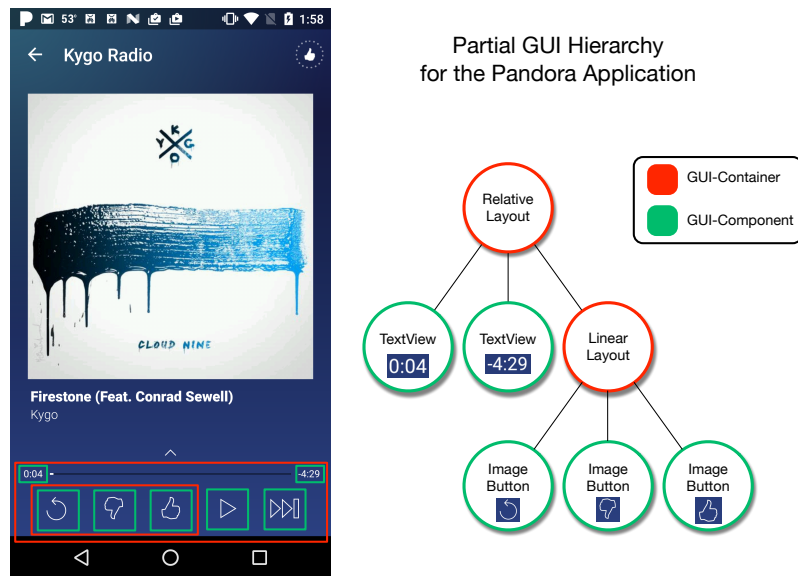 53°
1:58
Kygo Radio
K
Y G
O
CLOUD NINE
Firestone (Feat. Conrad Sewell)
Kygo
0:04
-4:29
Partial GUI Hierarchy
for the Pandora Application
GUI-Container
GUI-Component
Relative
Layout
TextView
0:04
TextView
-4:29
Linear
Layout
Image
Button
Image
Button
Image
Button